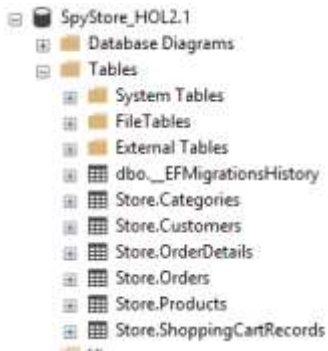 SpyStore_HOL2.1
Database Diagrams
Tables
System Tables
FileTables
External Tables
dbo.__EFMigrationsHistory
Store.Categories
Store.Customers
Store.OrderDetails
Store.Orders
Store.Products
Store.ShoppingCartRecords